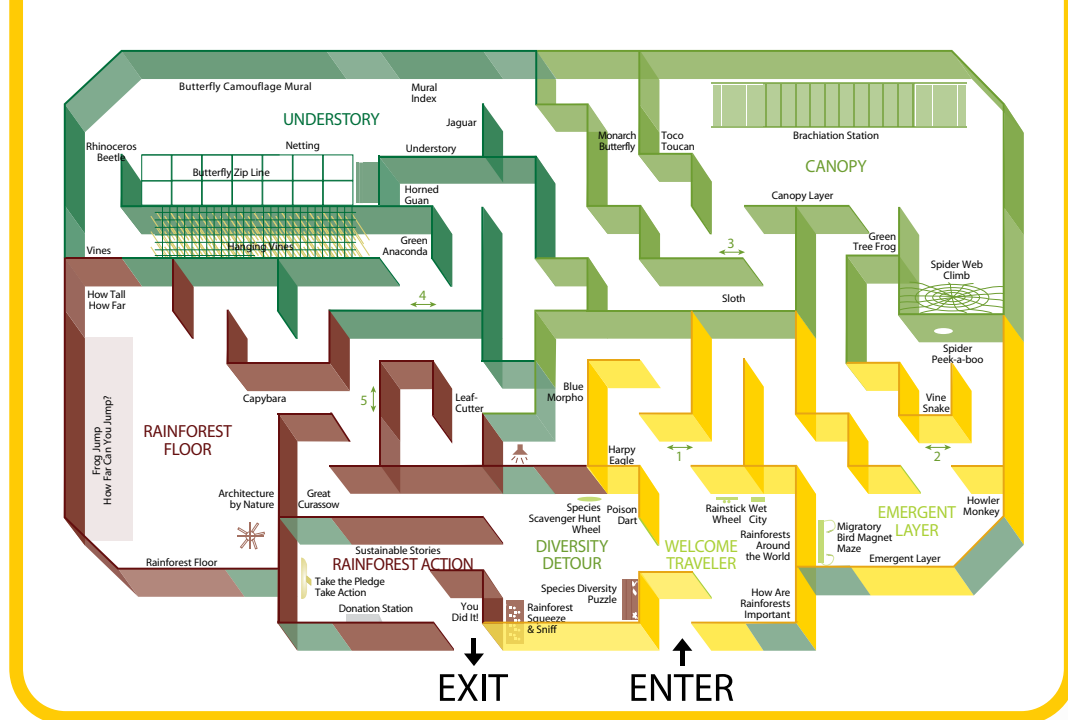 Butterfly Camouflage Mural
Mural
Index
UNDERSTORY
Jaguar
Monarch
Butterfly
Toco
Toucan
Brachiation Station
CANOPY
Rhinoceros
Beetle
Netting
Understory
Butterfly Zip Line
Horned
Guan
Canopy Layer
Green
Anaconda
Hanging Vines
Vines
3
Green
Tree Frog
Spider Web
Climb
How Tall
How Far
4
Sloth
Spider
Peek-a-boo
Capybara
5
Leaf-
Cutter
Blue
Morpho
Vine
Snake
Frog Jump
How Far Can You Jump?
RAINFOREST
FLOOR
Harpy
Eagle
1
2
Architecture
by Nature
Great
Curassow
Species
Scavenger Hunt
Wheel
Poison
Dart
Rainstick
Wheel
Wet
City
Howler
Monkey
EMERGENT
LAYER
Migratory
Bird Magnet
Maze
Rainforests
Around
the World
DIVERSITY
DETOUR
WELCOME
TRAVELER
Rainforest Floor
Sustainable Stories
RAINFOREST ACTION
Emergent Layer
Take the Pledge
Take Action
Species Diversity
Puzzle
How Are
Rainforests
Important
Donation Station
You
Did It!
Rainforest
Squeeze
& Sniff
EXIT
ENTER